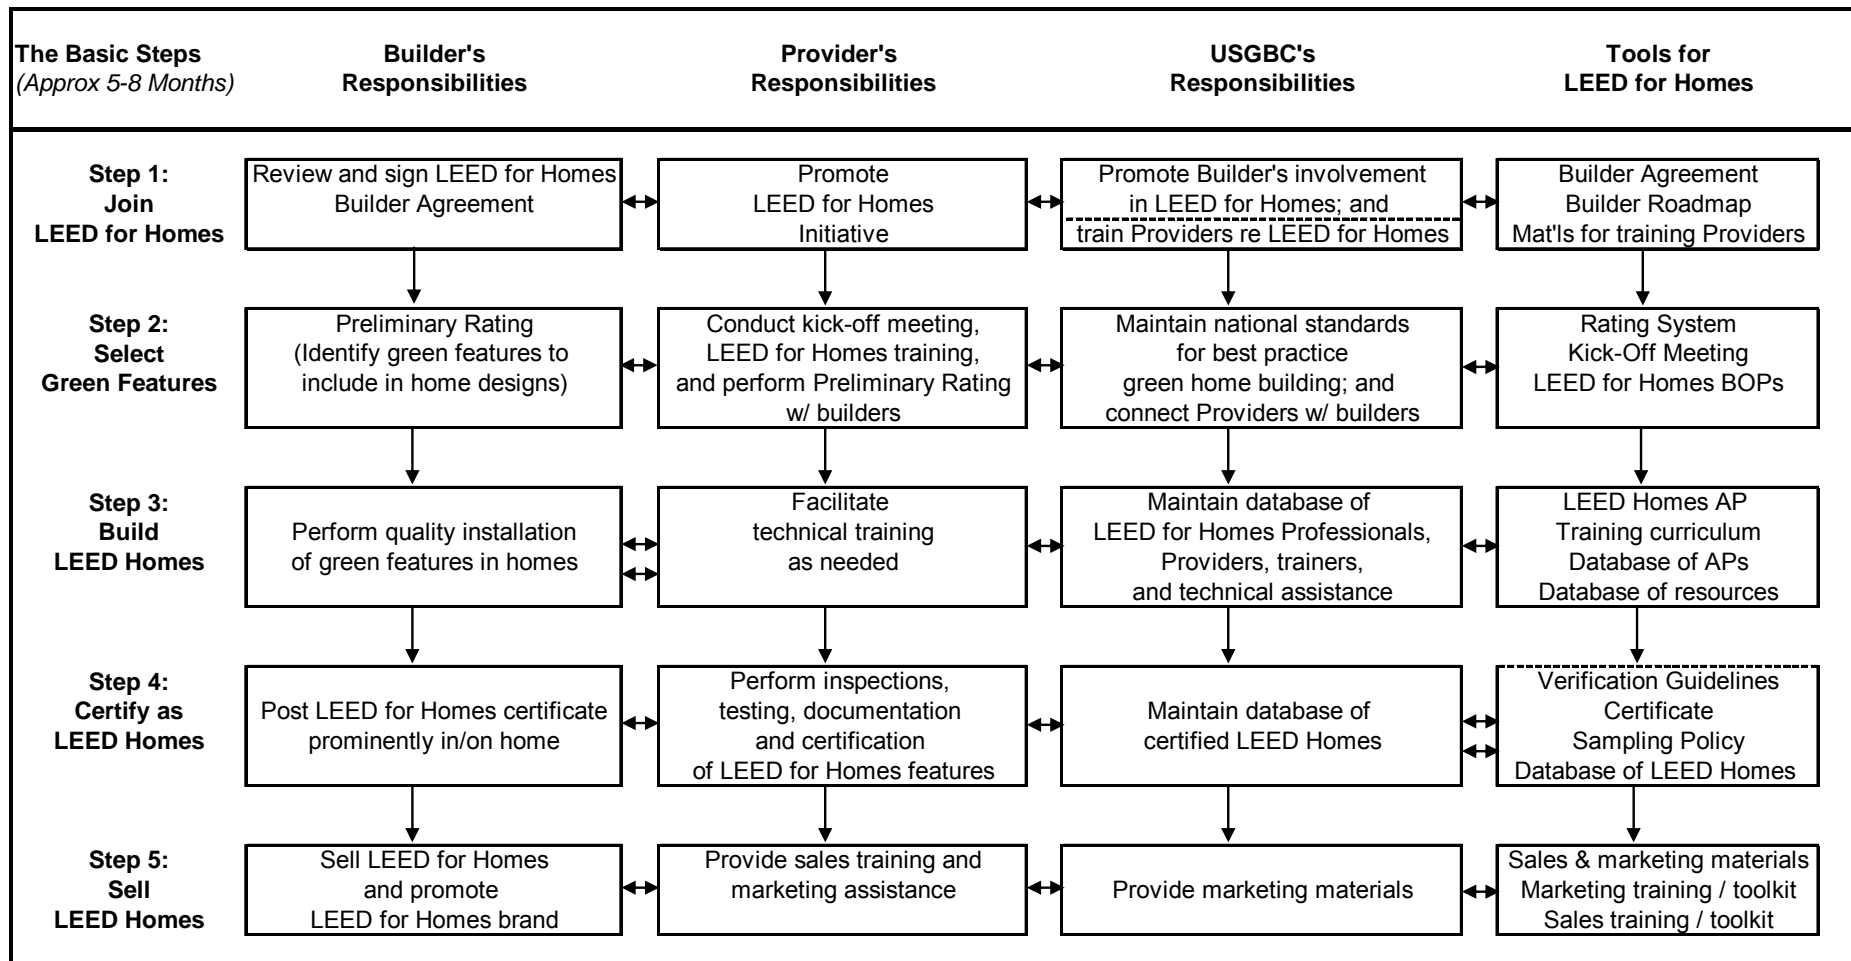 The Basic Steps
(Approx 5-8 Months)
Builder's
Responsibilities
Provider's
Responsibilities
USGBC's
Responsibilities
Tools for
LEED for Homes
Step 1:
Join
LEED for Homes
Review and sign LEED for Homes
Builder Agreement
Promote
LEED for Homes
Initiative
Promote Builder's involvement
in LEED for Homes; and
train Providers re LEED for Homes
Builder Agreement
Builder Roadmap
Mat'ls for training Providers
Step 2:
Select
Green Features
Preliminary Rating
(Identify green features to
include in home designs)
Conduct kick-off meeting,
LEED for Homes training,
and perform Preliminary Rating
w/ builders
Maintain national standards
for best practice
green home building; and
connect Providers w/ builders
Rating System
Kick-Off Meeting
LEED for Homes BOPs
Step 3:
Build
LEED Homes
Perform quality installation
of green features in homes
Facilitate
technical training
as needed
Maintain database of
LEED for Homes Professionals,
Providers, trainers,
and technical assistance
LEED Homes AP
Training curriculum
Database of APs
Database of resources
Step 4:
Certify as
LEED Homes
Post LEED for Homes certificate
prominently in/on home
Perform inspections,
testing, documentation
and certification
of LEED for Homes features
Maintain database of
certified LEED Homes
Verification Guidelines
Certificate
Sampling Policy
Database of LEED Homes
Step 5:
Sell
LEED Homes
Sell LEED for Homes
and promote
LEED for Homes brand
Provide sales training and
marketing assistance
Provide marketing materials
Sales & marketing materials
Marketing training / toolkit
Sales training / toolkit